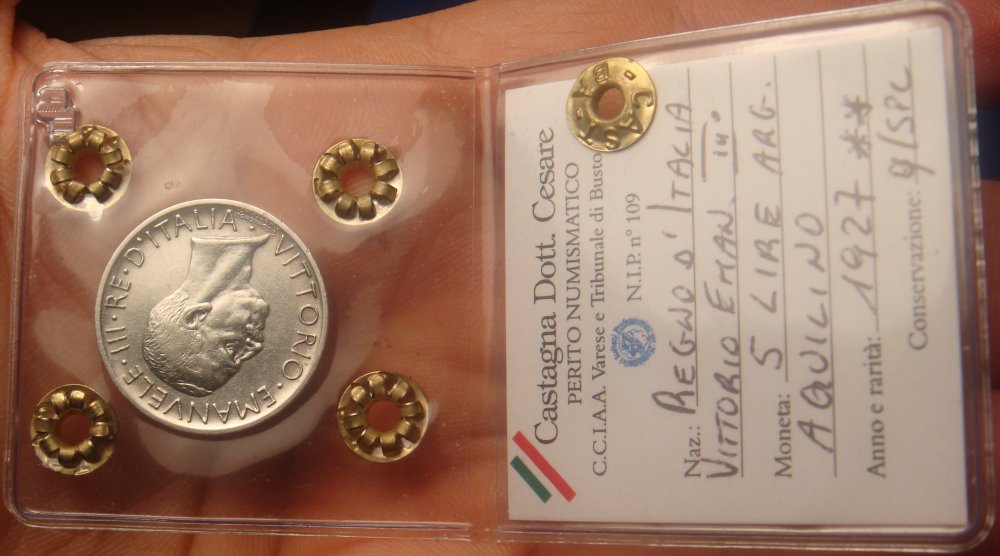 VITTORIO · EMANVELE · III · RE · D'ITALIA ·
CAST
Castagna Dott. Cesare
PERITO NUMISMATICO
C.C.I.A.A. Varese e Tribunale di Busto
N.I.P. n° 109
Naz.: REGNO D'ITALIA
VITTORIO EMAN. III°
Moneta: 5 LIRE ARG.
AQUILINO
Anno e rarità: 1927 **
Conservazione: q/SPL